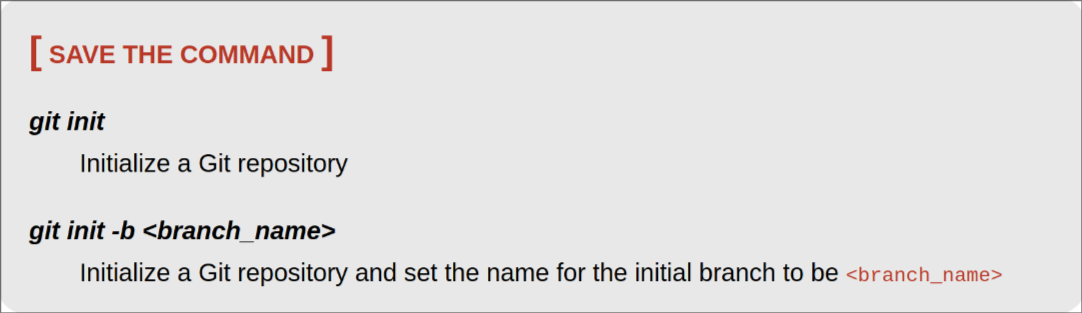 [ SAVE THE COMMAND ]
git init
Initialize a Git repository
git init -b <branch_name>
Initialize a Git repository and set the name for the initial branch to be <branch_name>